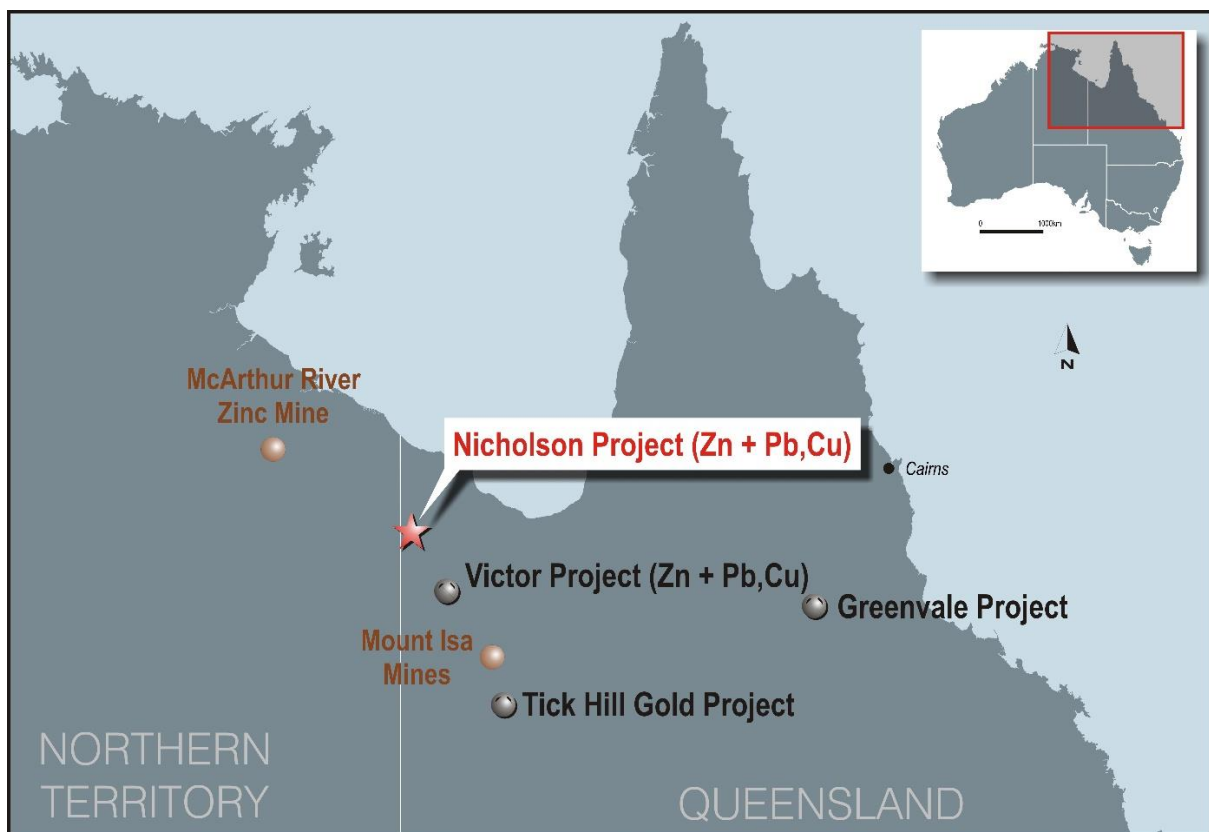 0
1000km
N
McArthur River
Zinc Mine
Nicholson Project (Zn + Pb,Cu)
Cairns
Victor Project (Zn + Pb,Cu)
Greenvale Project
Mount Isa
Mines
Tick Hill Gold Project
NORTHERN
TERRITORY
QUEENSLAND